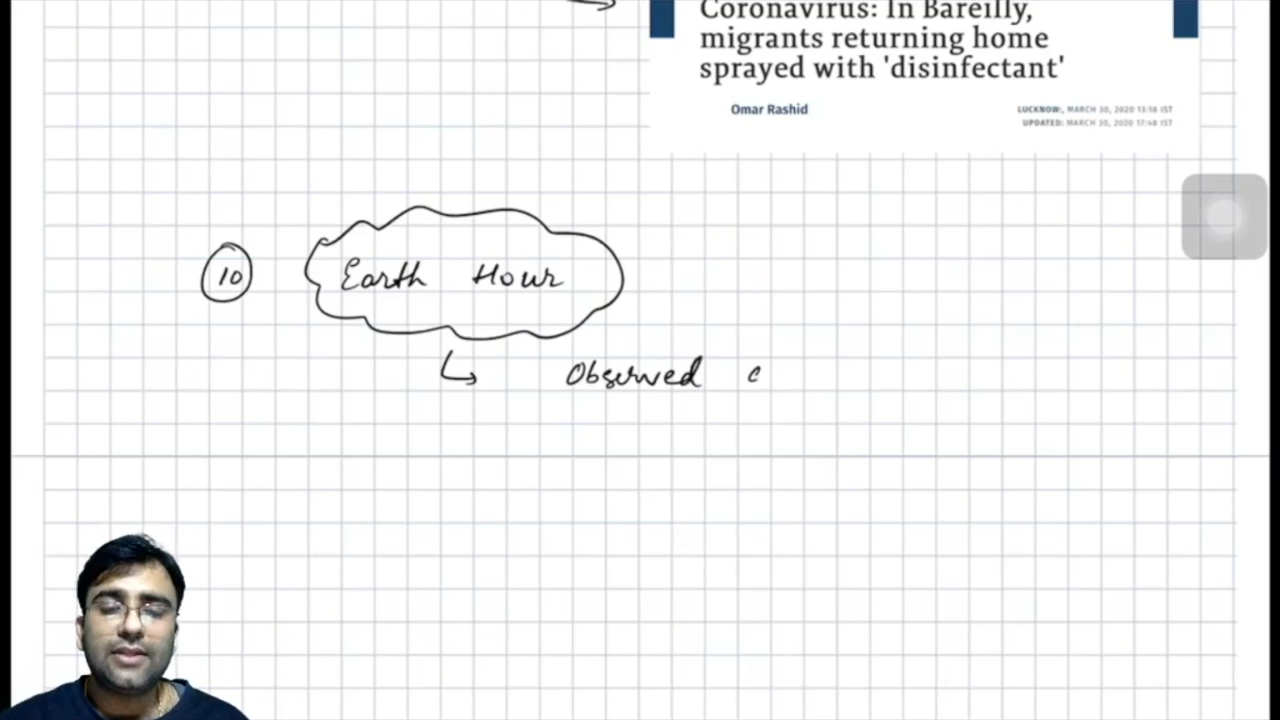 Coronavirus: In Bareilly,
migrants returning home
sprayed with 'disinfectant'
Omar Rashid
LUCKNOW:, MARCH 30, 2020 13:18 IST
UPDATED: MARCH 30, 2020 17:48 IST
10 Earth Hour
Observed